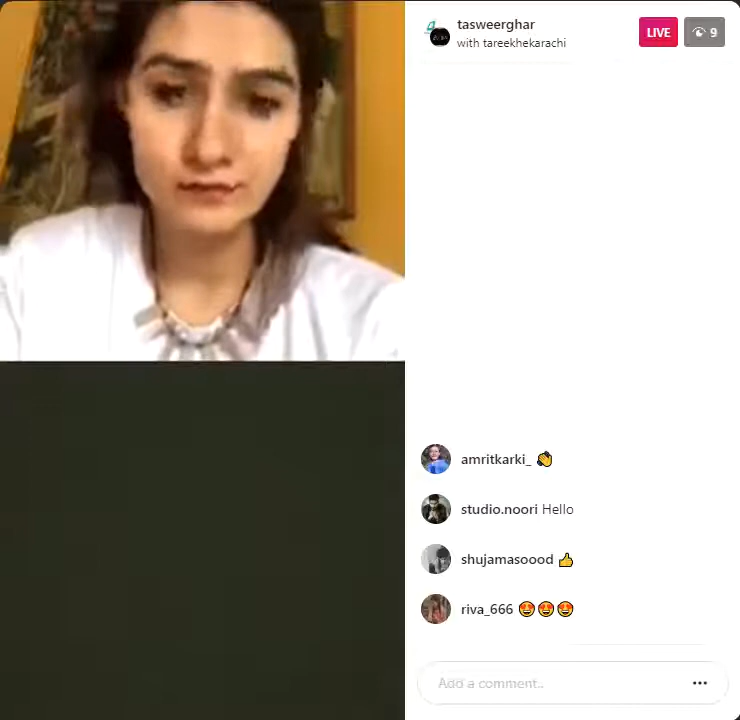 tasweerghar
with tareekhekarachi
LIVE
9
amritkarki_ 👏
studio.noori Hello
shujamasoood 👍
riva_666 🤩🤩🤩
Add a comment..